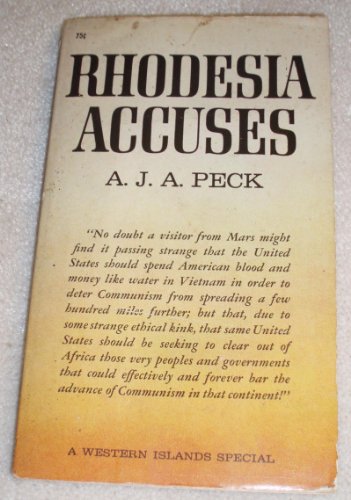 75¢
RHODESIA
ACCUSES
A. J. A. PECK
"No doubt a visitor from Mars might
find it passing strange that the United
States should spend American blood and
money like water in Vietnam in order to
deter Communism from spreading a few
hundred miles further; but that, due to
some strange ethical kink, that same United
States should be seeking to clear out of
Africa those very peoples and governments
that could effectively and forever bar the
advance of Communism in that continent!"
A WESTERN ISLANDS SPECIAL